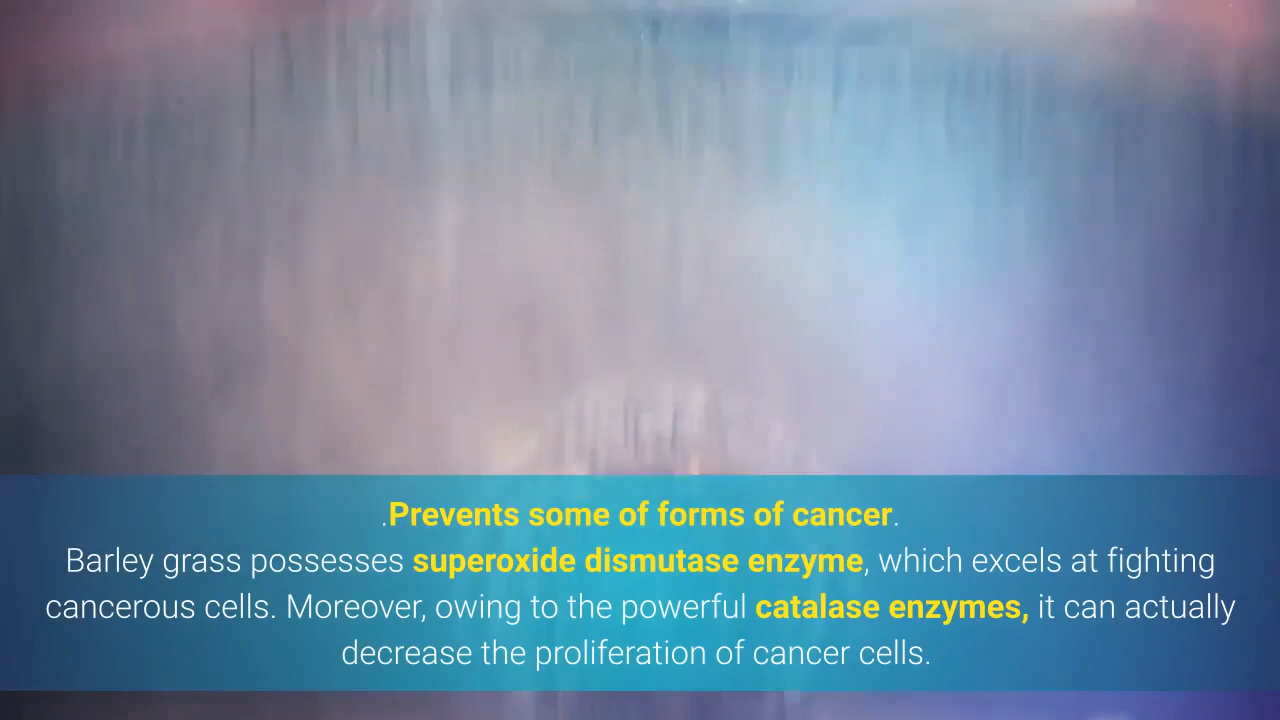 .Prevents some of forms of cancer.
Barley grass possesses superoxide dismutase enzyme, which excels at fighting
cancerous cells. Moreover, owing to the powerful catalase enzymes, it can actually
decrease the proliferation of cancer cells.